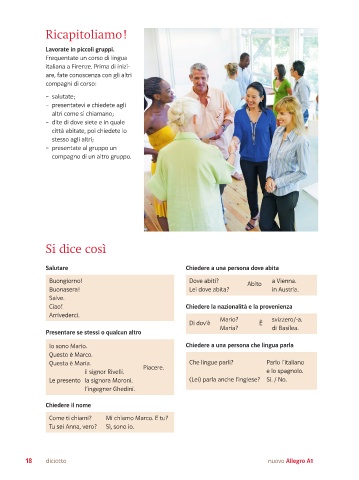 Ricapitoliamo!
Lavorate in piccoli gruppi.
Frequentate un corso di lingua
italiana a Firenze. Prima di inizi-
are, fate conoscenza con gli altri
compagni di corso:
– salutate;
– presentatevi e chiedete agli
altri come si chiamano;
– dite di dove siete e in quale
città abitate, poi chiedete lo
stesso agli altri;
– presentate al gruppo un
compagno di un altro gruppo.
Si dice così
Salutare
Buongiorno!
Buonasera!
Salve.
Ciao!
Arrivederci.
Presentare se stessi o qualcun altro
Io sono Mario.
Questo è Marco.
Questa è Maria.
il signor Rivelli. Piacere.
Le presento la signora Moroni.
l'ingegner Ghedini.
Chiedere il nome
Come ti chiami? Mi chiamo Marco. E tu?
Tu sei Anna, vero? Sì, sono io.
Chiedere a una persona dove abita
Dove abiti? Abito a Vienna.
Lei dove abita? in Austria.
Chiedere la nazionalità e la provenienza
Di dov'è Mario? È svizzero/-a.
Maria? di Basilea.
Chiedere a una persona che lingua parla
Che lingue parli? Parlo l'italiano
e lo spagnolo.
(Lei) parla anche l'inglese? Sì. / No.
18 diciotto
nuovo Allegro A1